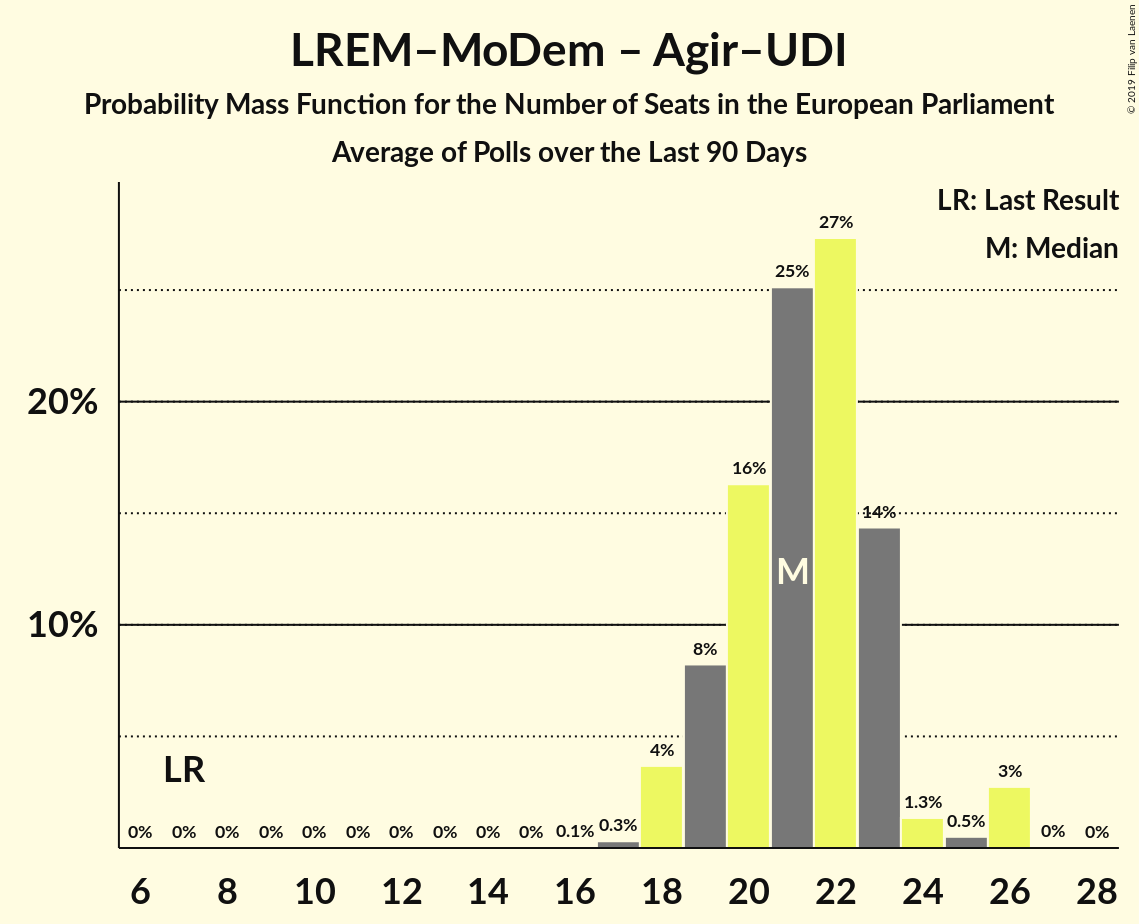 LREM–MoDem – Agir–UDI
Probability Mass Function for the Number of Seats in the European Parliament
Average of Polls over the Last 90 Days
© 2019 Filip van Laenen
LR: Last Result
M: Median
27%
25%
20%
16%
14%
M
10%
8%
LR
4%
3%
1.3%
0% 0% 0% 0% 0% 0% 0% 0% 0% 0% 0.1% 0.3% 0.5% 0% 0%
6 8 10 12 14 16 18 20 22 24 26 28